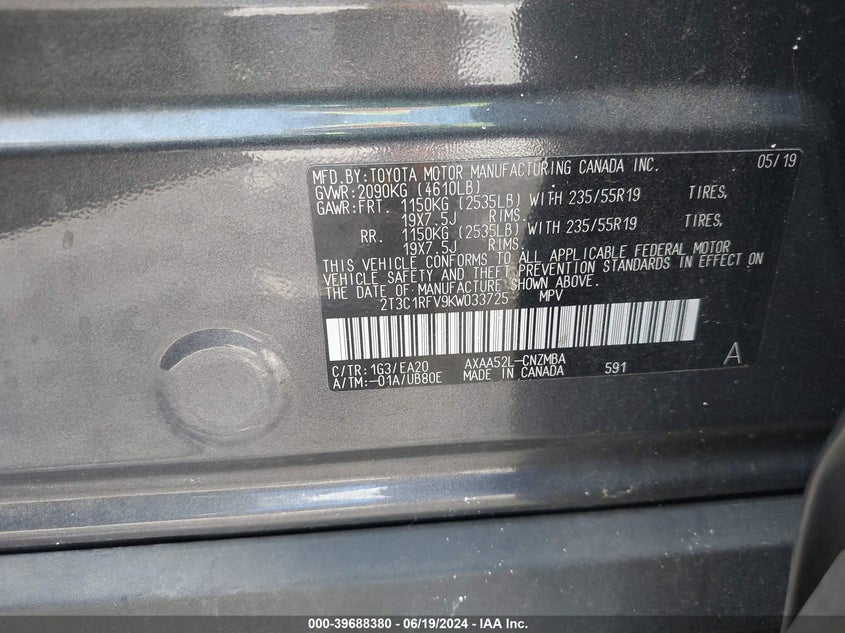 MFD.BY:TOYOTA MOTOR MANUFACTURING CANADA INC. 05/19
GVWR:2090KG (4610LB)
GAWR:FRT. 1150KG (2535LB) WITH 235/55R19 TIRES,
19X7.5J RIMS.
RR. 1150KG (2535LB) WITH 235/55R19 TIRES,
19X7.5J RIMS.
THIS VEHICLE CONFORMS TO ALL APPLICABLE FEDERAL MOTOR
VEHICLE SAFETY AND THEFT PREVENTION STANDARDS IN EFFECT ON
THE DATE OF MANUFACTURE SHOWN ABOVE.
2T3C1RFV9KW033725 MPV
C/TR:1G3/EA20 AXAA52L-CNZMBA
A/TM:-01A/UB80E MADE IN CANADA 591 A
000-39688380 - 06/19/2024 - IAA Inc.